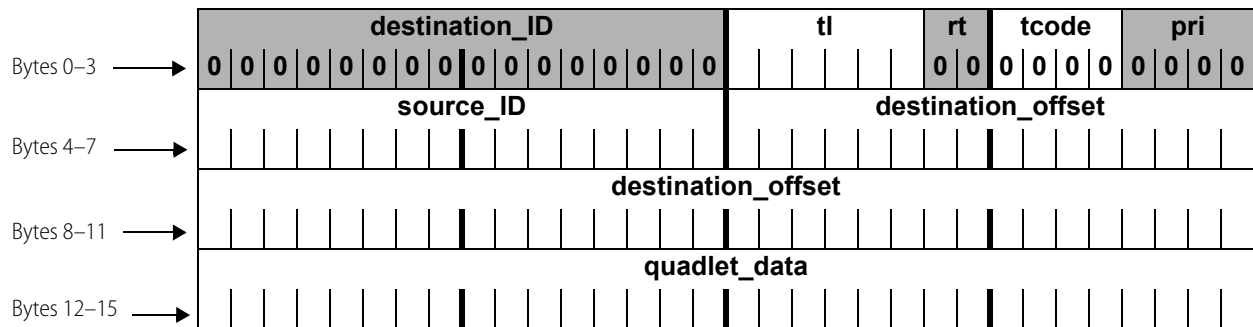 destination_ID tl rt tcode pri
Bytes 0–3 0 0 0 0 0 0 0 0 0 0 0 0 0 0 0 0 0 0 0 0 0 0 0 0 0 0
source_ID destination_offset
Bytes 4–7
destination_offset
Bytes 8–11
quadlet_data
Bytes 12–15